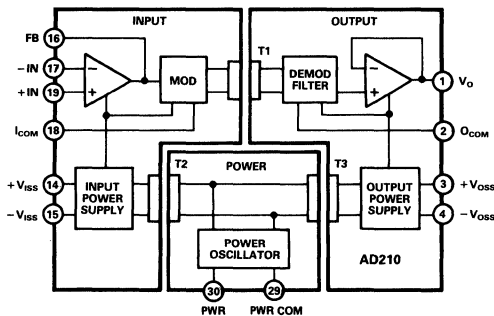 INPUT
OUTPUT
FB 16
-IN 17
+IN 19
ICOM 18
+VISS 14
-VISS 15
-
+
MOD
T1
DEMOD
FILTER
-
+
1 VO
2 OCOM
3 +VOSS
4 -VOSS
INPUT
POWER
SUPPLY
T2
POWER
T3
OUTPUT
POWER
SUPPLY
POWER
OSCILLATOR
AD210
30
29
PWR
PWR COM